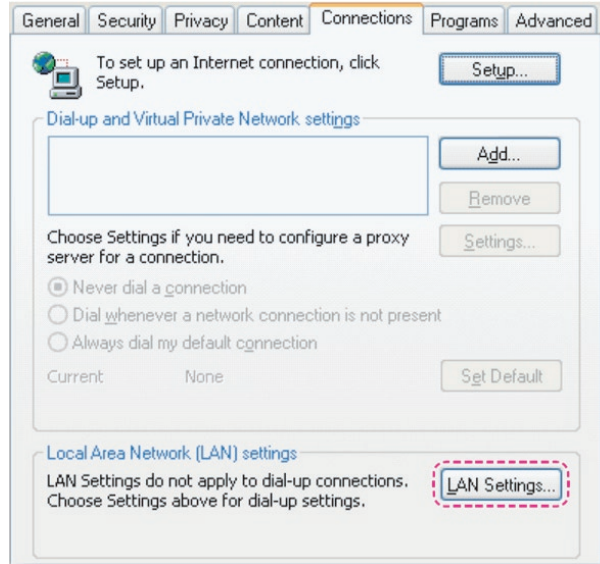 General Security Privacy Content Connections Programs Advanced
To set up an Internet connection, click
Setup.
Setup...
Dial-up and Virtual Private Network settings
Add...
Remove
Choose Settings if you need to configure a proxy
server for a connection.
Settings...
Never dial a connection
Dial whenever a network connection is not present
Always dial my default connection
Current None
Set Default
Local Area Network (LAN) settings
LAN Settings do not apply to dial-up connections.
Choose Settings above for dial-up settings.
LAN Settings...